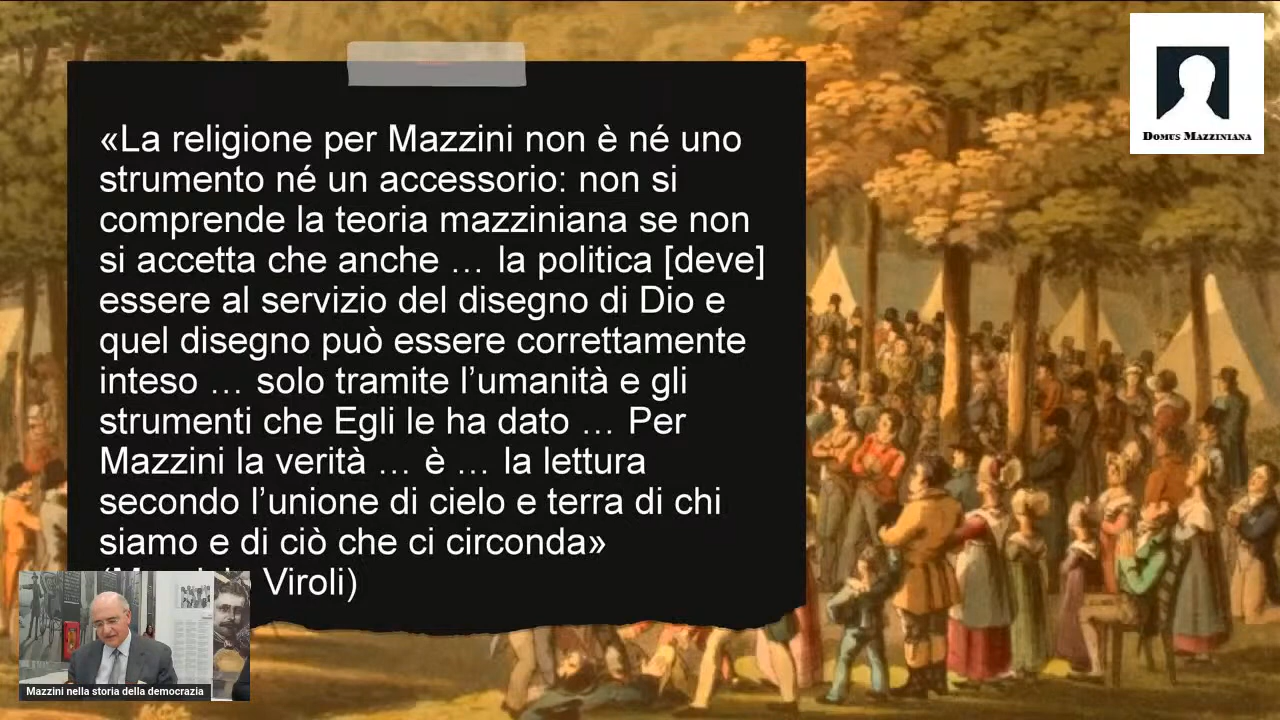 «La religione per Mazzini non è né uno
strumento né un accessorio: non si
comprende la teoria mazziniana se non
si accetta che anche … la politica [deve]
essere al servizio del disegno di Dio e
quel disegno può essere correttamente
inteso … solo tramite l’umanità e gli
strumenti che Egli le ha dato … Per
Mazzini la verità … è … la lettura
secondo l’unione di cielo e terra di chi
siamo e di ciò che ci circonda»
Viroli)
Domus Mazziniana
Mazzini nella storia della democrazia